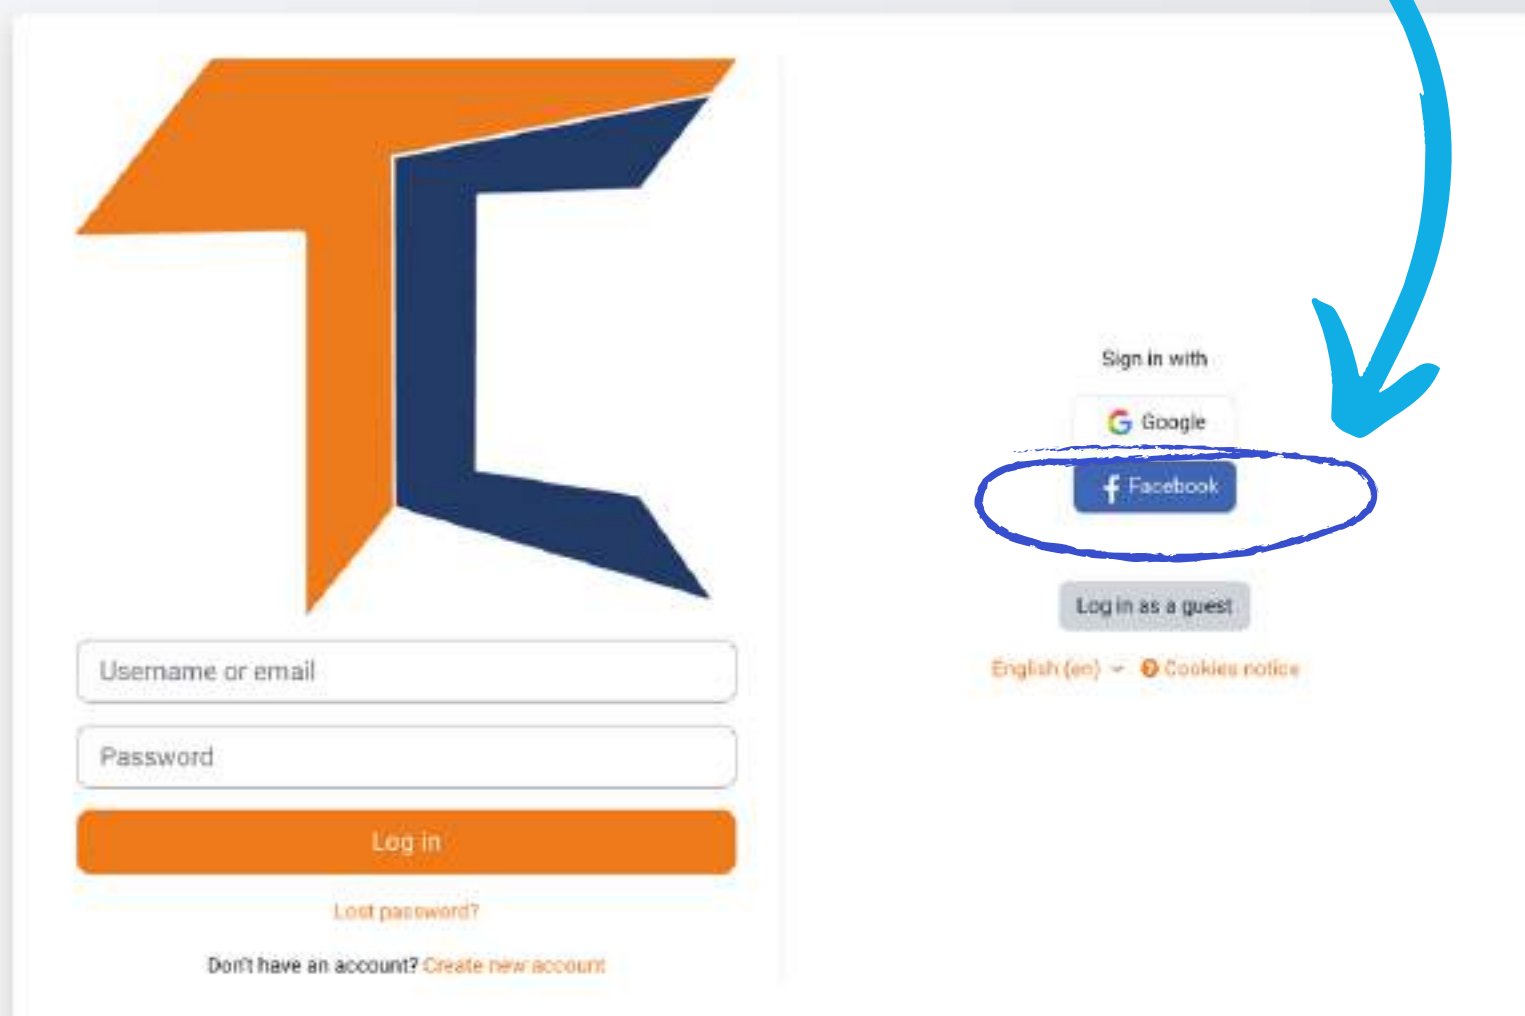 TC
Username or email
Password
Log in
Lost password?
Don't have an account? Create new account
Sign in with
Google
Facebook
Log in as a guest
English (en) Cookies notice